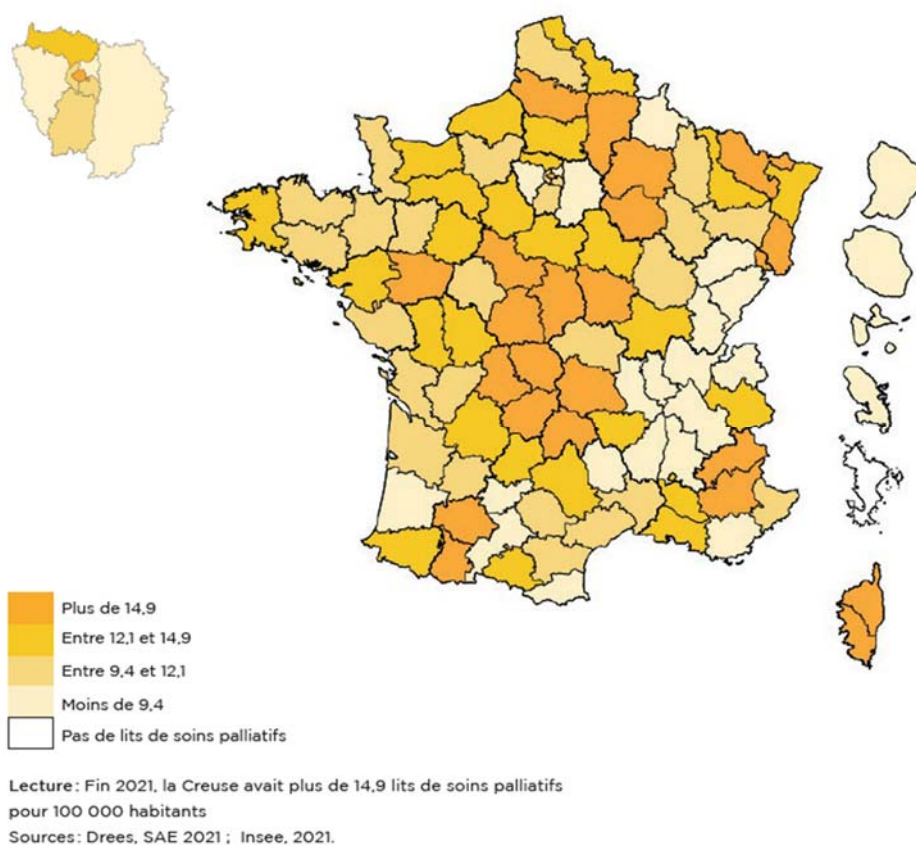 Plus de 14,9
Entre 12,1 et 14,9
Entre 9,4 et 12,1
Moins de 9,4
Pas de lits de soins palliatifs
Lecture : Fin 2021, la Creuse avait plus de 14,9 lits de soins palliatifs
pour 100 000 habitants
Sources : Drees, SAE 2021 ; Insee, 2021.